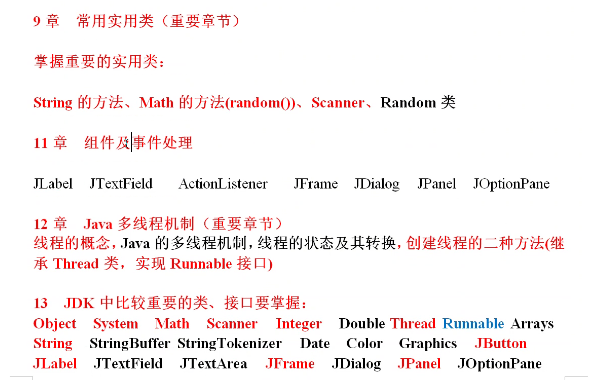 9 章 常用实用类（重要章节）
掌握重要的实用类：
String 的方法、Math 的方法(random())、Scanner、Random 类
11 章 组件及事件处理
JLabel JTextField ActionListener JFrame JDialog JPanel JOptionPane
12 章 Java 多线程机制（重要章节）
线程的概念，Java 的多线程机制，线程的状态及其转换，创建线程的二种方法(继
承 Thread 类，实现 Runnable 接口)
13 JDK 中比较重要的类、接口要掌握：
Object System Math Scanner Integer Double Thread Runnable Arrays
String StringBuffer StringTokenizer Date Color Graphics JButton
JLabel JTextField JTextArea JFrame JDialog JPanel JOptionPane